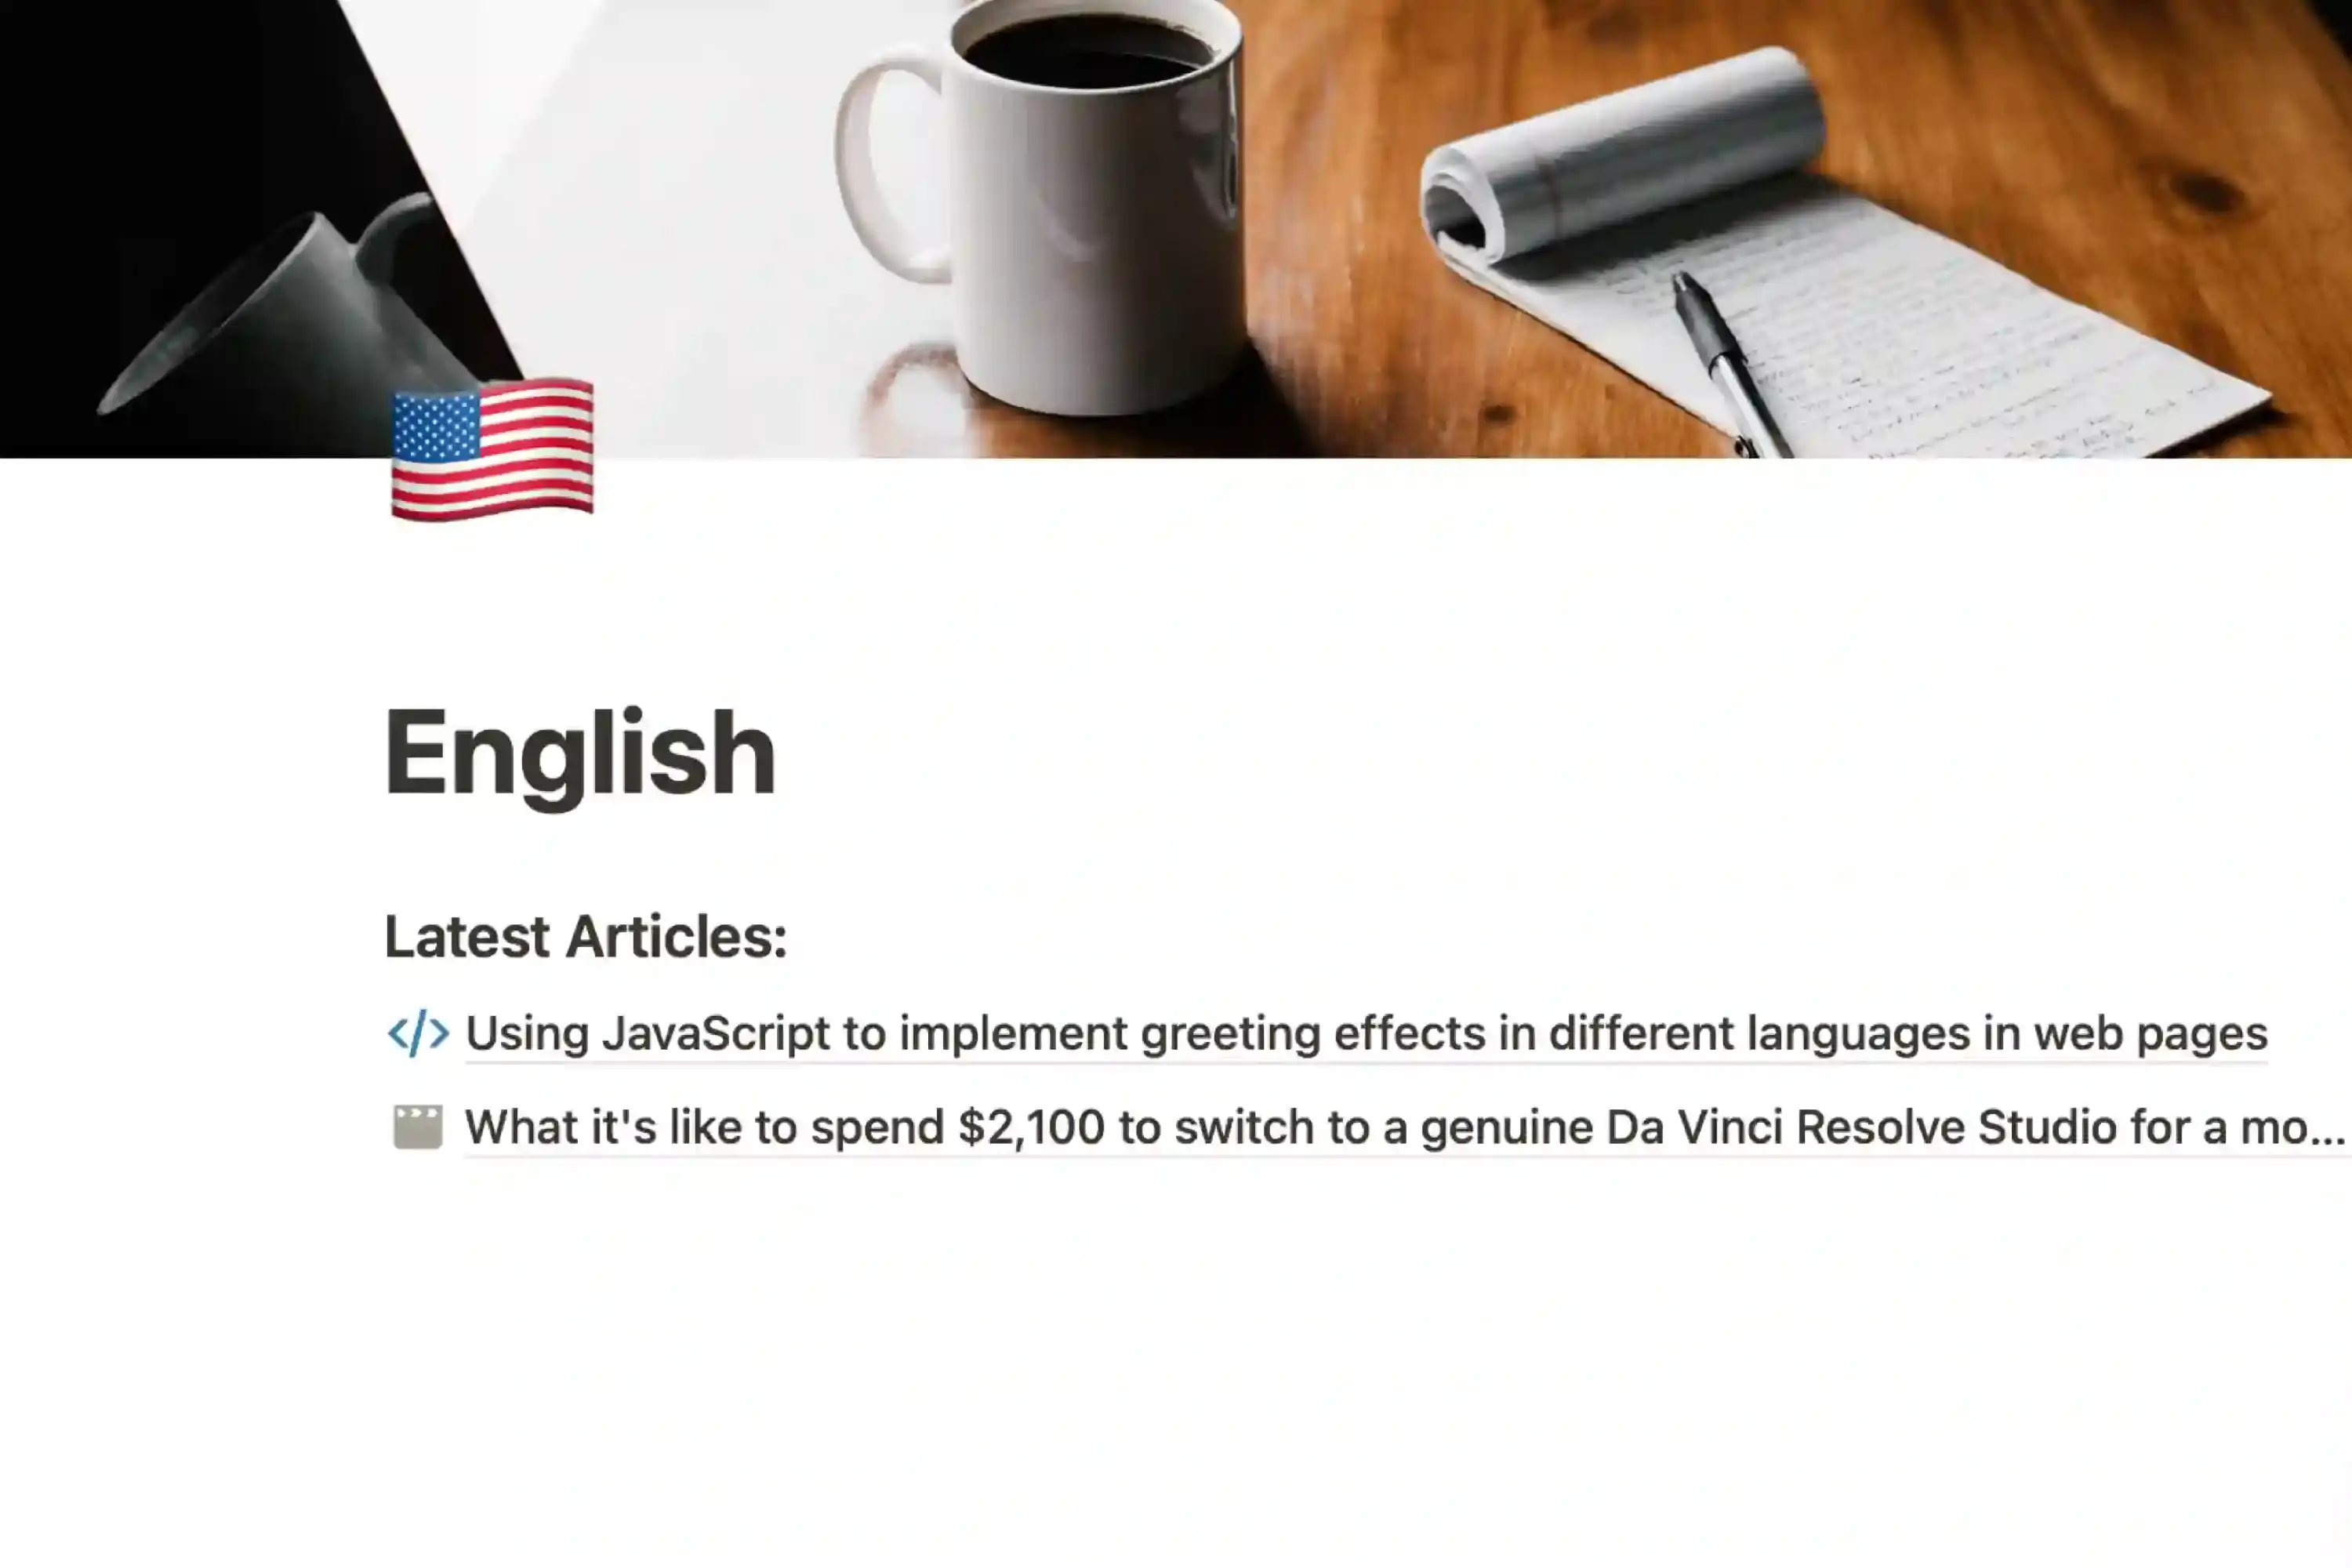 English
Latest Articles:
</> Using JavaScript to implement greeting effects in different languages in web pages
What it's like to spend $2,100 to switch to a genuine Da Vinci Resolve Studio for a mo...